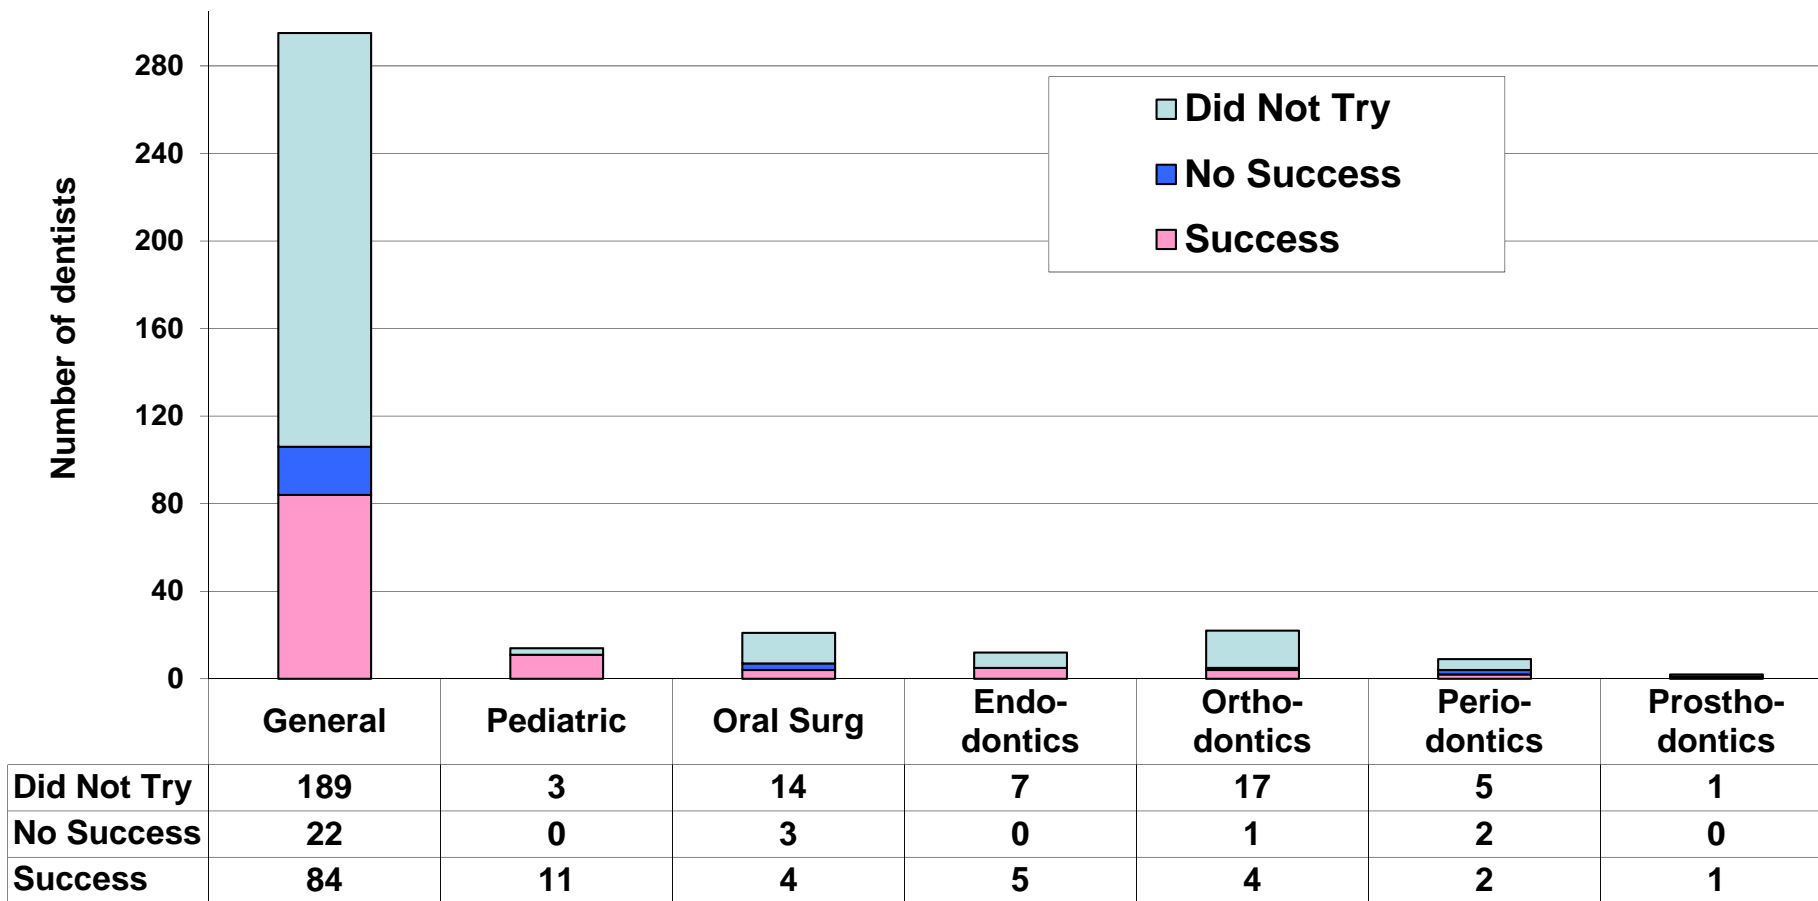 280
240
200
160
120
80
40
0
Number of dentists
Did Not Try
No Success
Success
General Pediatric Oral Surg Endo- Ortho- Perio- Prostho-
dontics dontics dontics dontics
Did Not Try 189 3 14 7 17 5 1
No Success 22 0 3 0 1 2 0
Success 84 11 4 5 4 2 1